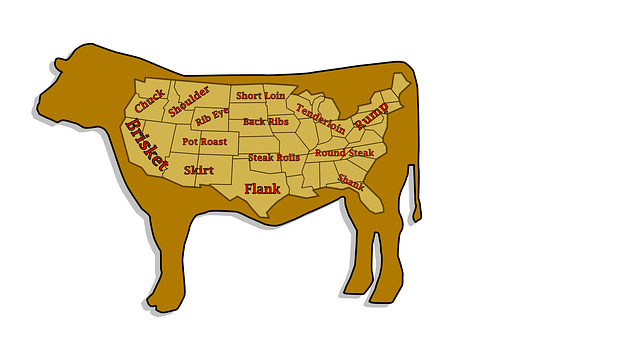 Chuck
Shoulder
Short Loin
Rib Eye
Tenderloin
Rump
Back Ribs
Brisket
Pot Roast
Steak Rolls
Round Steak
Skirt
Flank
Shank